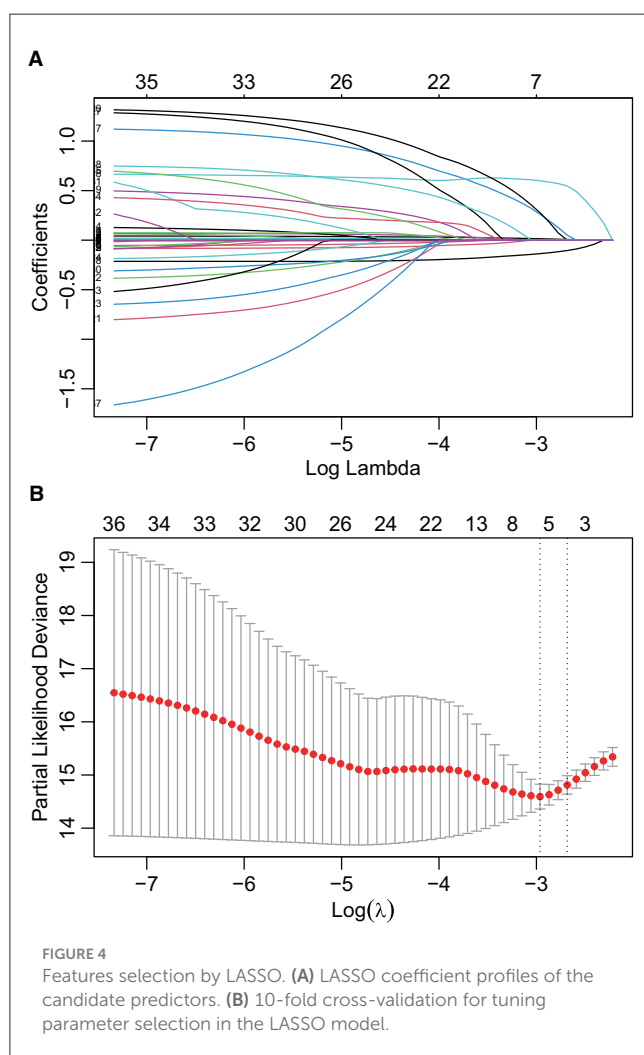 A
35 33 26 22 7
1.0
0.5
−0.5
−1.5
Coefficients
−7 −6 −5 −4 −3
Log Lambda
B
36 34 33 32 30 26 24 22 13 8 5 3
19
18
17
16
15
14
Partial Likelihood Deviance
−7 −6 −5 −4 −3
Log(λ)
FIGURE 4
Features selection by LASSO. (A) LASSO coefficient profiles of the
candidate predictors. (B) 10-fold cross-validation for tuning
parameter selection in the LASSO model.